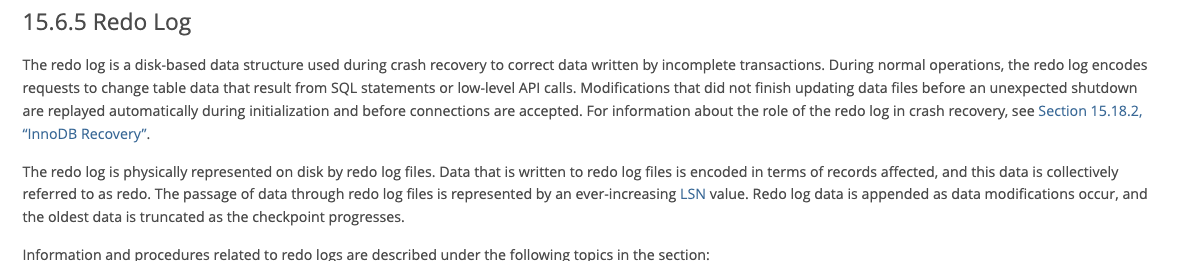 15.6.5 Redo Log
The redo log is a disk-based data structure used during crash recovery to correct data written by incomplete transactions. During normal operations, the redo log encodes
requests to change table data that result from SQL statements or low-level API calls. Modifications that did not finish updating data files before an unexpected shutdown
are replayed automatically during initialization and before connections are accepted. For information about the role of the redo log in crash recovery, see Section 15.18.2,
“InnoDB Recovery”.
The redo log is physically represented on disk by redo log files. Data that is written to redo log files is encoded in terms of records affected, and this data is collectively
referred to as redo. The passage of data through redo log files is represented by an ever-increasing LSN value. Redo log data is appended as data modifications occur, and
the oldest data is truncated as the checkpoint progresses.
Information and procedures related to redo logs are described under the following topics in the section: